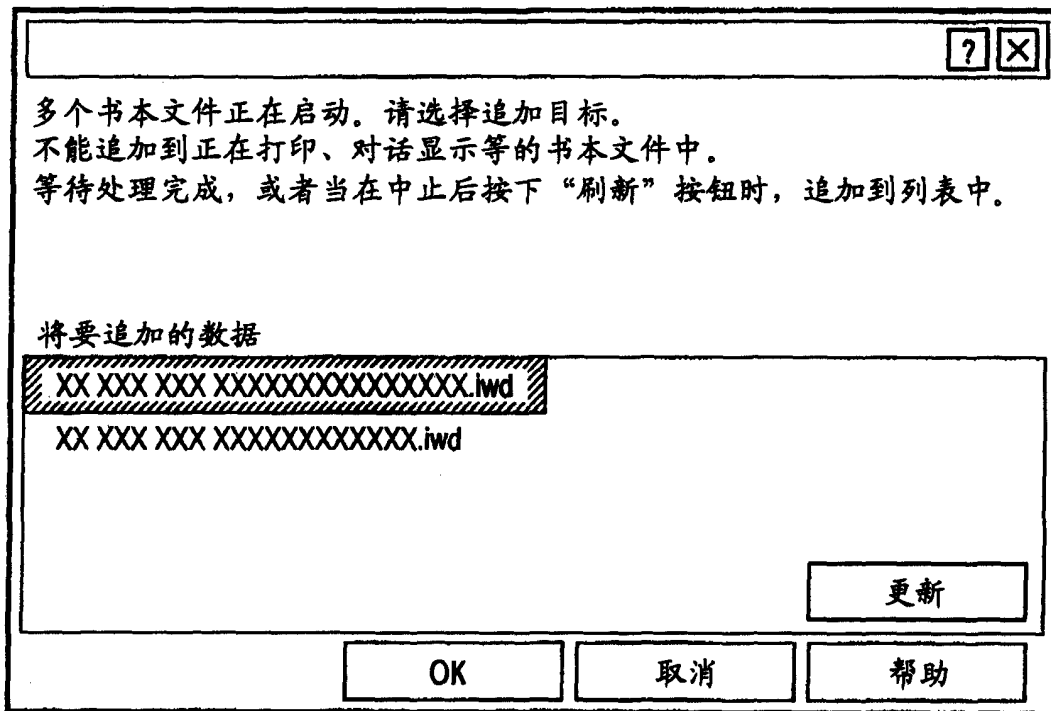 ? X
多个书本文件正在启动。请选择追加目标。
不能追加到正在打印、对话显示等的书本文件中。
等待处理完成，或者当在中止后按下“刷新”按钮时，追加到列表中。
将要追加的数据
XX XXX XXX XXXXXXXXXXXXXXX.iwd
XX XXX XXX XXXXXXXXXXXX.iwd
更新
OK 取消 帮助